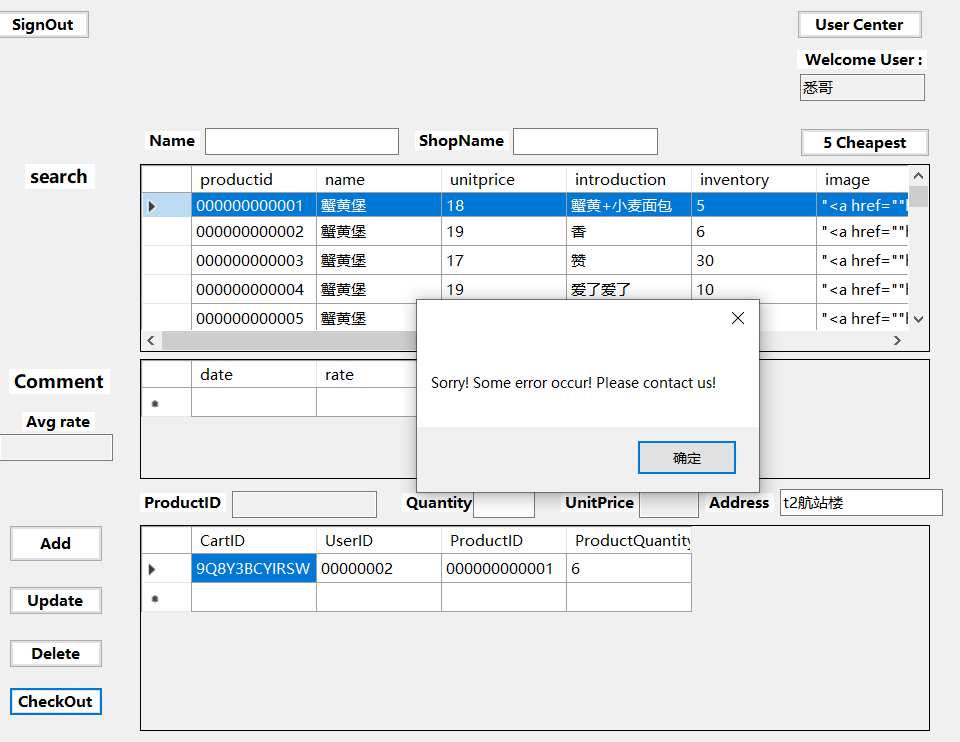 SignOut
User Center
Welcome User :
悉哥
Name
ShopName
5 Cheapest
search
productid name unitprice introduction inventory image
000000000001 蟹黄堡 18 蟹黄+小麦面包 5 "<a href=""h
000000000002 蟹黄堡 19 香 6 "<a href=""h
000000000003 蟹黄堡 17 赞 30 "<a href=""h
000000000004 蟹黄堡 19 爱了爱了 10 "<a href=""h
000000000005 蟹黄堡 "<a href=""h
Sorry! Some error occur! Please contact us!
确定
Comment
date rate
Avg rate
ProductID
Quantity
UnitPrice
Address
t2航站楼
Add
Update
Delete
CheckOut
CartID UserID ProductID ProductQuantity
9Q8Y3BCYIRSW 00000002 000000000001 6